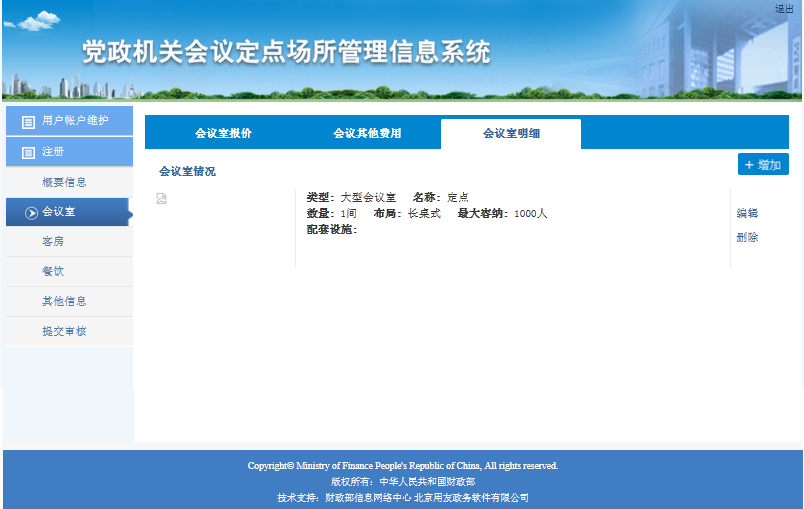 退出
党政机关会议定点场所管理信息系统
用户帐户维护
注册
概要信息
会议室
客房
餐饮
其他信息
提交审核
会议室报价 会议其他费用 会议室明细
会议室情况
+ 增加
类型：大型会议室 名称：定点
数量：1间 布局：长桌式 最大容纳：1000人
配套设施：
编辑
删除
Copyright© Ministry of Finance People's Republic of China, All rights reserved.
版权所有：中华人民共和国财政部
技术支持：财政部信息网络中心 北京用友政务软件有限公司